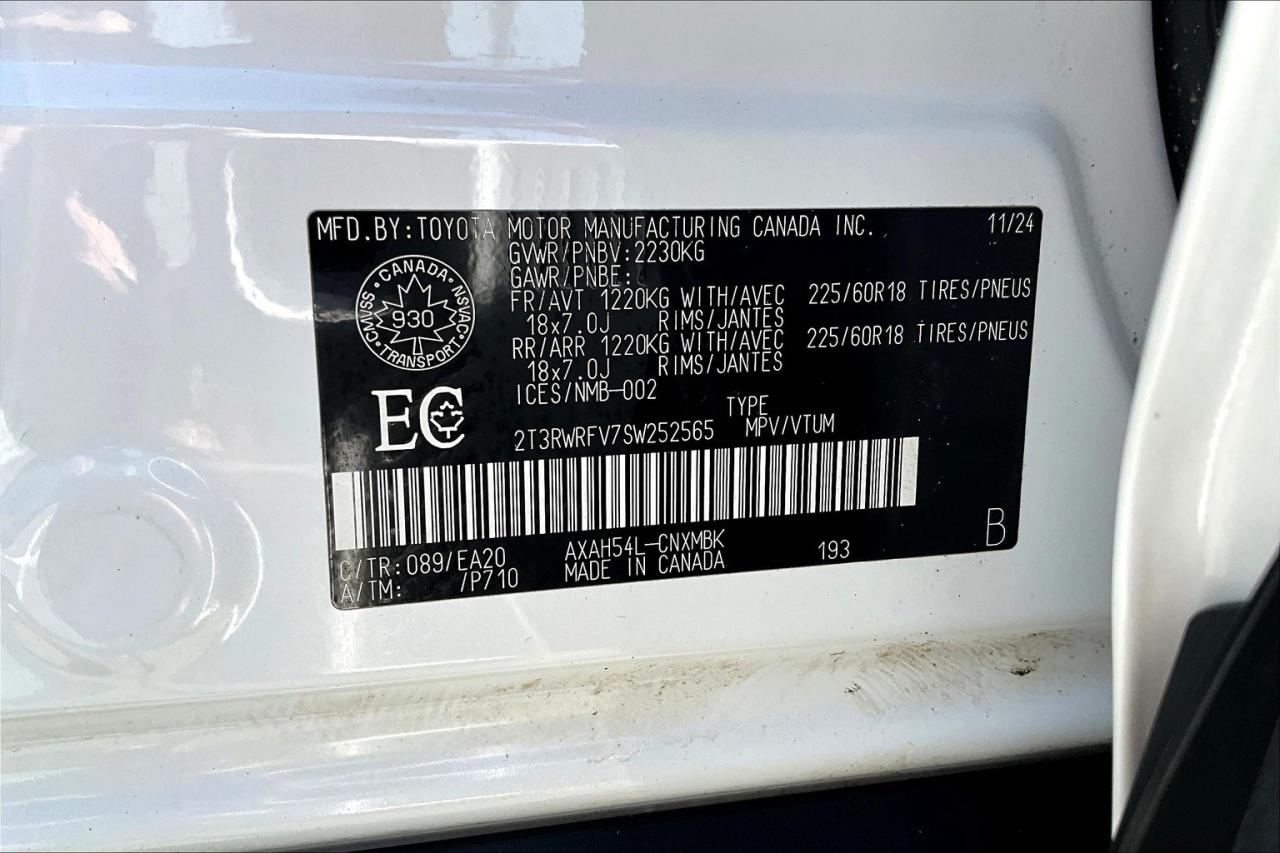 MFD.BY:TOYOTA MOTOR MANUFACTURING CANADA INC. 11/24
GVWR/PNBV:2230KG
GAWR/PNBE:
FR/AVT 1220KG WITH/AVEC 225/60R18 TIRES/PNEUS
18x7.0J RIMS/JANTES
RR/ARR 1220KG WITH/AVEC 225/60R18 TIRES/PNEUS
18x7.0J RIMS/JANTES
ICES/NMB-002
CANADA
CMVSS • NSVAC
930
TRANSPORT
EC
TYPE
2T3RWRFV7SW252565 MPV/VTUM
C/TR:089/EA20 AXAH54L-CNXMBK 193 B
A/TM: /P710 MADE IN CANADA